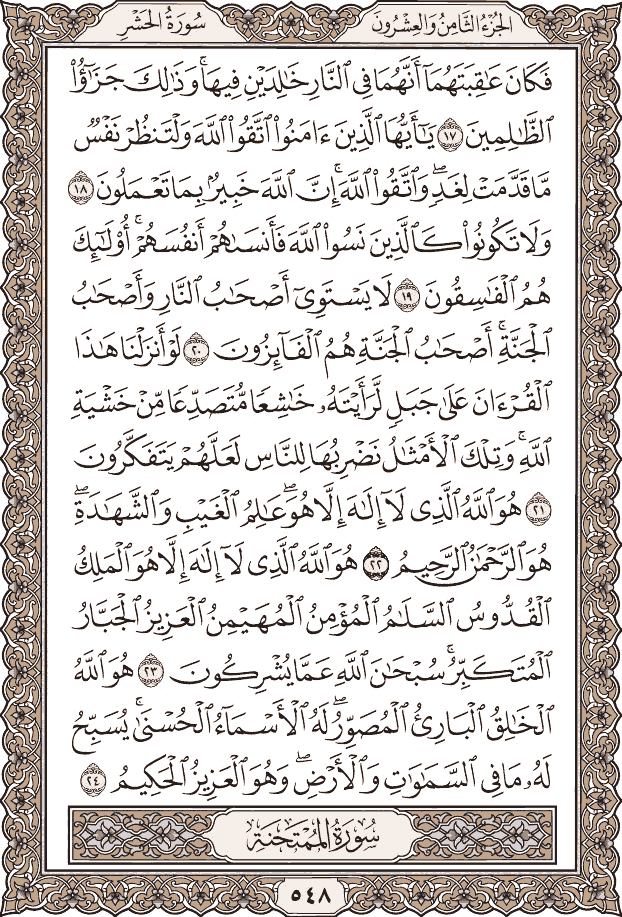 سُورَةُ الحَشْرِ
الجُزْءُ الثَّامِنُ وَالعِشْرُونَ
فَكَانَ عَٰقِبَتَهُمَآ أَنَّهُمَا فِي ٱلنَّارِ خَٰلِدَيْنِ فِيهَاۚ وَذَٰلِكَ جَزَٰٓؤُاْ
ٱلظَّٰلِمِينَ ١٧ يَٰٓأَيُّهَا ٱلَّذِينَ ءَامَنُواْ ٱتَّقُواْ ٱللَّهَ وَلْتَنظُرْ نَفْسٌ
مَّا قَدَّمَتْ لِغَدٍۖ وَٱتَّقُواْ ٱللَّهَۚ إِنَّ ٱللَّهَ خَبِيرُۢ بِمَا تَعْمَلُونَ ١٨
وَلَا تَكُونُواْ كَٱلَّذِينَ نَسُواْ ٱللَّهَ فَأَنسَىٰهُمْ أَنفُسَهُمْۚ أُوْلَٰٓئِكَ
هُمُ ٱلْفَٰسِقُونَ ١٩ لَا يَسْتَوِيٓ أَصْحَٰبُ ٱلنَّارِ وَأَصْحَٰبُ
ٱلْجَنَّةِۚ أَصْحَٰبُ ٱلْجَنَّةِ هُمُ ٱلْفَآئِزُونَ ٢٠ لَوْ أَنزَلْنَا هَٰذَا
ٱلْقُرْءَانَ عَلَىٰ جَبَلٍ لَّرَأَيْتَهُۥ خَٰشِعًا مُّتَصَدِّعًا مِّنْ خَشْيَةِ
ٱللَّهِۚ وَتِلْكَ ٱلْأَمْثَٰلُ نَضْرِبُهَا لِلنَّاسِ لَعَلَّهُمْ يَتَفَكَّرُونَ
٢١ هُوَ ٱللَّهُ ٱلَّذِي لَآ إِلَٰهَ إِلَّا هُوَۖ عَٰلِمُ ٱلْغَيْبِ وَٱلشَّهَٰدَةِۖ
هُوَ ٱلرَّحْمَٰنُ ٱلرَّحِيمُ ٢٢ هُوَ ٱللَّهُ ٱلَّذِي لَآ إِلَٰهَ إِلَّا هُوَ ٱلْمَلِكُ
ٱلْقُدُّوسُ ٱلسَّلَٰمُ ٱلْمُؤْمِنُ ٱلْمُهَيْمِنُ ٱلْعَزِيزُ ٱلْجَبَّارُ
ٱلْمُتَكَبِّرُۚ سُبْحَٰنَ ٱللَّهِ عَمَّا يُشْرِكُونَ ٢٣ هُوَ ٱللَّهُ
ٱلْخَٰلِقُ ٱلْبَارِئُ ٱلْمُصَوِّرُۖ لَهُ ٱلْأَسْمَآءُ ٱلْحُسْنَىٰۚ يُسَبِّحُ
لَهُۥ مَا فِي ٱلسَّمَٰوَٰتِ وَٱلْأَرْضِۖ وَهُوَ ٱلْعَزِيزُ ٱلْحَكِيمُ ٢٤
سُورَةُ المُمْتَحنَة
٥٤٨